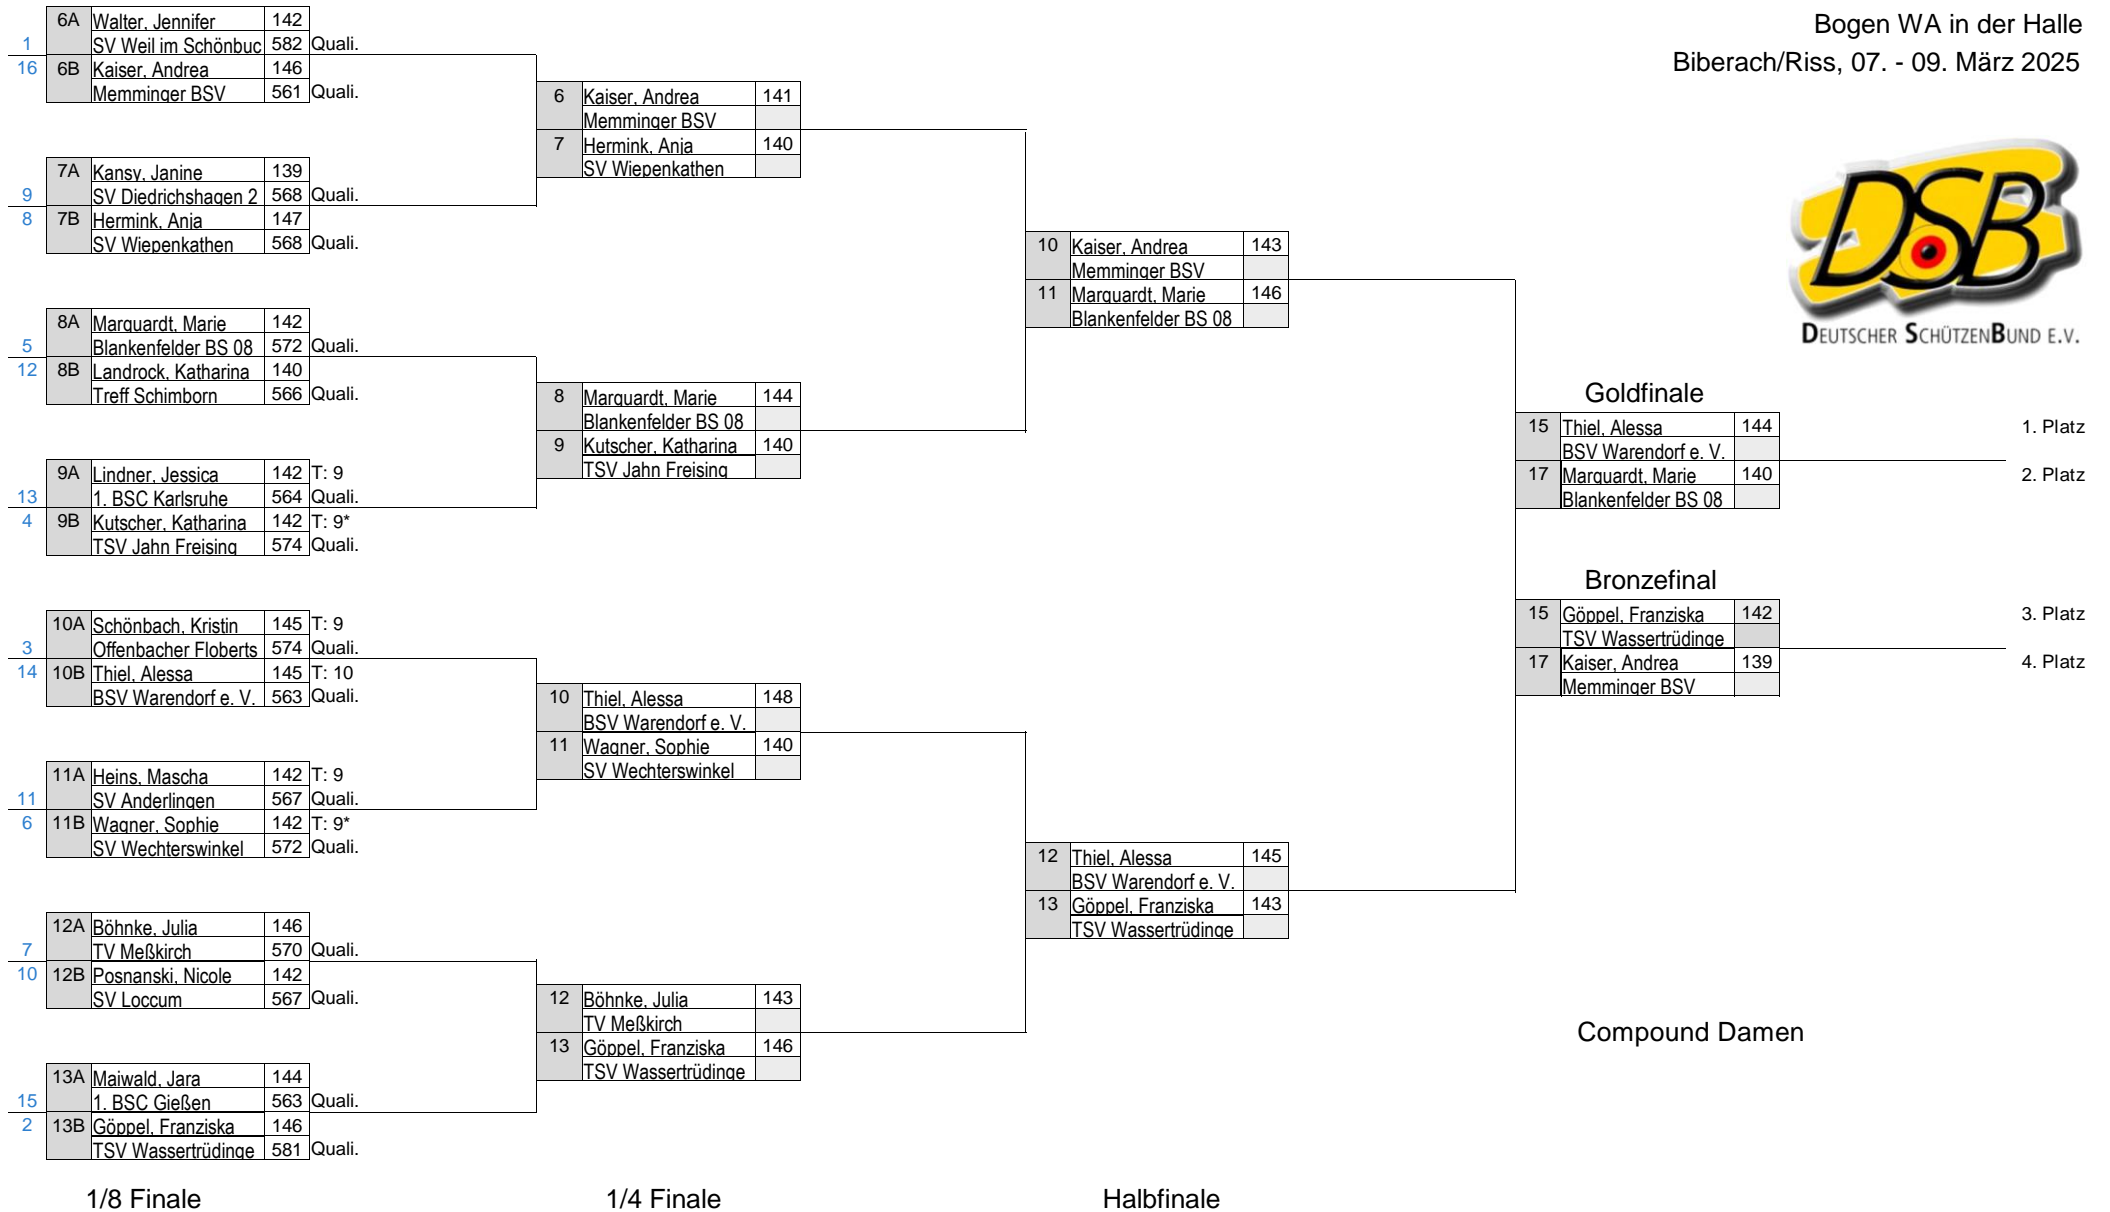 Bogen WA in der Halle
Biberach/Riss, 07. - 09. März 2025
DSB
DEUTSCHER SCHÜTZENBUND E.V.
6A Walter, Jennifer 142
1 SV Weil im Schönbuc 582 Quali.
16 6B Kaiser, Andrea 146
Memminger BSV 561 Quali.
7A Kansy, Janine 139
9 SV Diedrichshagen 2 568 Quali.
8 7B Hermink, Anja 147
SV Wiepenkathen 568 Quali.
8A Marquardt, Marie 142
5 Blankenfelder BS 08 572 Quali.
12 8B Landrock, Katharina 140
Treff Schimborn 566 Quali.
9A Lindner, Jessica 142 T: 9
13 1. BSC Karlsruhe 564 Quali.
4 9B Kutscher, Katharina 142 T: 9*
TSV Jahn Freising 574 Quali.
10A Schönbach, Kristin 145 T: 9
3 Offenbacher Floberts 574 Quali.
14 10B Thiel, Alessa 145 T: 10
BSV Warendorf e. V. 563 Quali.
11A Heins, Mascha 142 T: 9
11 SV Anderlingen 567 Quali.
6 11B Wagner, Sophie 142 T: 9*
SV Wechterswinkel 572 Quali.
12A Böhnke, Julia 146
7 TV Meßkirch 570 Quali.
10 12B Posnanski, Nicole 142
SV Loccum 567 Quali.
13A Maiwald, Jara 144
15 1. BSC Gießen 563 Quali.
2 13B Göppel, Franziska 146
TSV Wassertrüdinge 581 Quali.
1/8 Finale
6 Kaiser, Andrea 141
Memminger BSV
7 Hermink, Anja 140
SV Wiepenkathen
8 Marquardt, Marie 144
Blankenfelder BS 08
9 Kutscher, Katharina 140
TSV Jahn Freising
10 Thiel, Alessa 148
BSV Warendorf e. V.
11 Wagner, Sophie 140
SV Wechterswinkel
12 Böhnke, Julia 143
TV Meßkirch
13 Göppel, Franziska 146
TSV Wassertrüdinge
1/4 Finale
10 Kaiser, Andrea 143
Memminger BSV
11 Marquardt, Marie 146
Blankenfelder BS 08
12 Thiel, Alessa 145
BSV Warendorf e. V.
13 Göppel, Franziska 143
TSV Wassertrüdinge
Halbfinale
Goldfinale
15 Thiel, Alessa 144 1. Platz
BSV Warendorf e. V.
17 Marquardt, Marie 140 2. Platz
Blankenfelder BS 08
Bronzefinal
15 Göppel, Franziska 142 3. Platz
TSV Wassertrüdinge
17 Kaiser, Andrea 139 4. Platz
Memminger BSV
Compound Damen